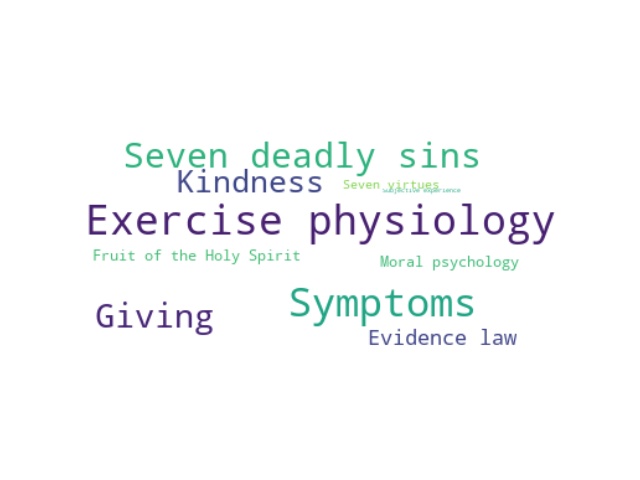 Seven deadly sins
Kindness
Seven virtues
Subjective experience
Exercise physiology
Fruit of the Holy Spirit
Moral psychology
Symptoms
Giving
Evidence law